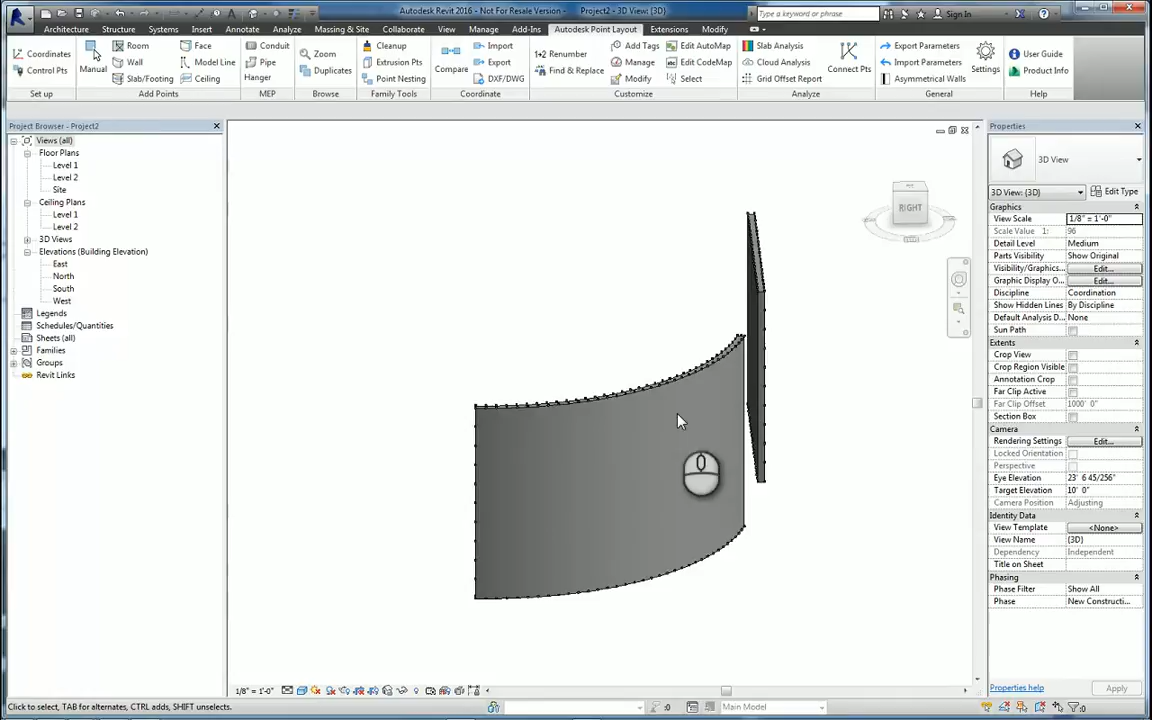 Autodesk Revit 2016 - Not For Resale Version - Project2 - 3D View: {3D}
Type a keyword or phrase
Sign In
Architecture Structure Systems Insert Annotate Analyze Massing & Site Collaborate View Manage Add-Ins Autodesk Point Layout Extensions Modify
Coordinates
Control Pts
Set up
Manual
Room
Wall
Slab/Footing
Face
Model Line
Ceiling
Add Points
Conduit
Pipe
Hanger
MEP
Zoom
Duplicates
Browse
Cleanup
Extrusion Pts
Point Nesting
Family Tools
Compare
Import
Export
DXF/DWG
Coordinate
Renumber
Find & Replace
Add Tags
Manage
Modify
Edit AutoMap
Edit CodeMap
Select
Customize
Slab Analysis
Cloud Analysis
Grid Offset Report
Connect Pts
Analyze
Export Parameters
Import Parameters
Asymmetrical Walls
Settings
General
User Guide
Product Info
Help
Project Browser - Project2
Views (all)
Floor Plans
Level 1
Level 2
Site
Ceiling Plans
Level 1
Level 2
3D Views
Elevations (Building Elevation)
East
North
South
West
Legends
Schedules/Quantities
Sheets (all)
Families
Groups
Revit Links
RIGHT
Properties
3D View
3D View: {3D} Edit Type
Graphics
View Scale 1/8" = 1'-0"
Scale Value 1: 96
Detail Level Medium
Parts Visibility Show Original
Visibility/Graphics... Edit...
Graphic Display O... Edit...
Discipline Coordination
Show Hidden Lines By Discipline
Default Analysis D... None
Sun Path
Extents
Crop View
Crop Region Visible
Annotation Crop
Far Clip Active
Far Clip Offset 1000' 0"
Section Box
Camera
Rendering Settings Edit...
Locked Orientation
Perspective
Eye Elevation 23' 6 45/256"
Target Elevation 10' 0"
Camera Position Adjusting
Identity Data
View Template <None>
View Name {3D}
Dependency Independent
Title on Sheet
Phasing
Phase Filter Show All
Phase New Constructi...
Properties help Apply
1/8" = 1'-0"
Click to select, TAB for alternates, CTRL adds, SHIFT unselects.
:0
Main Model
:0